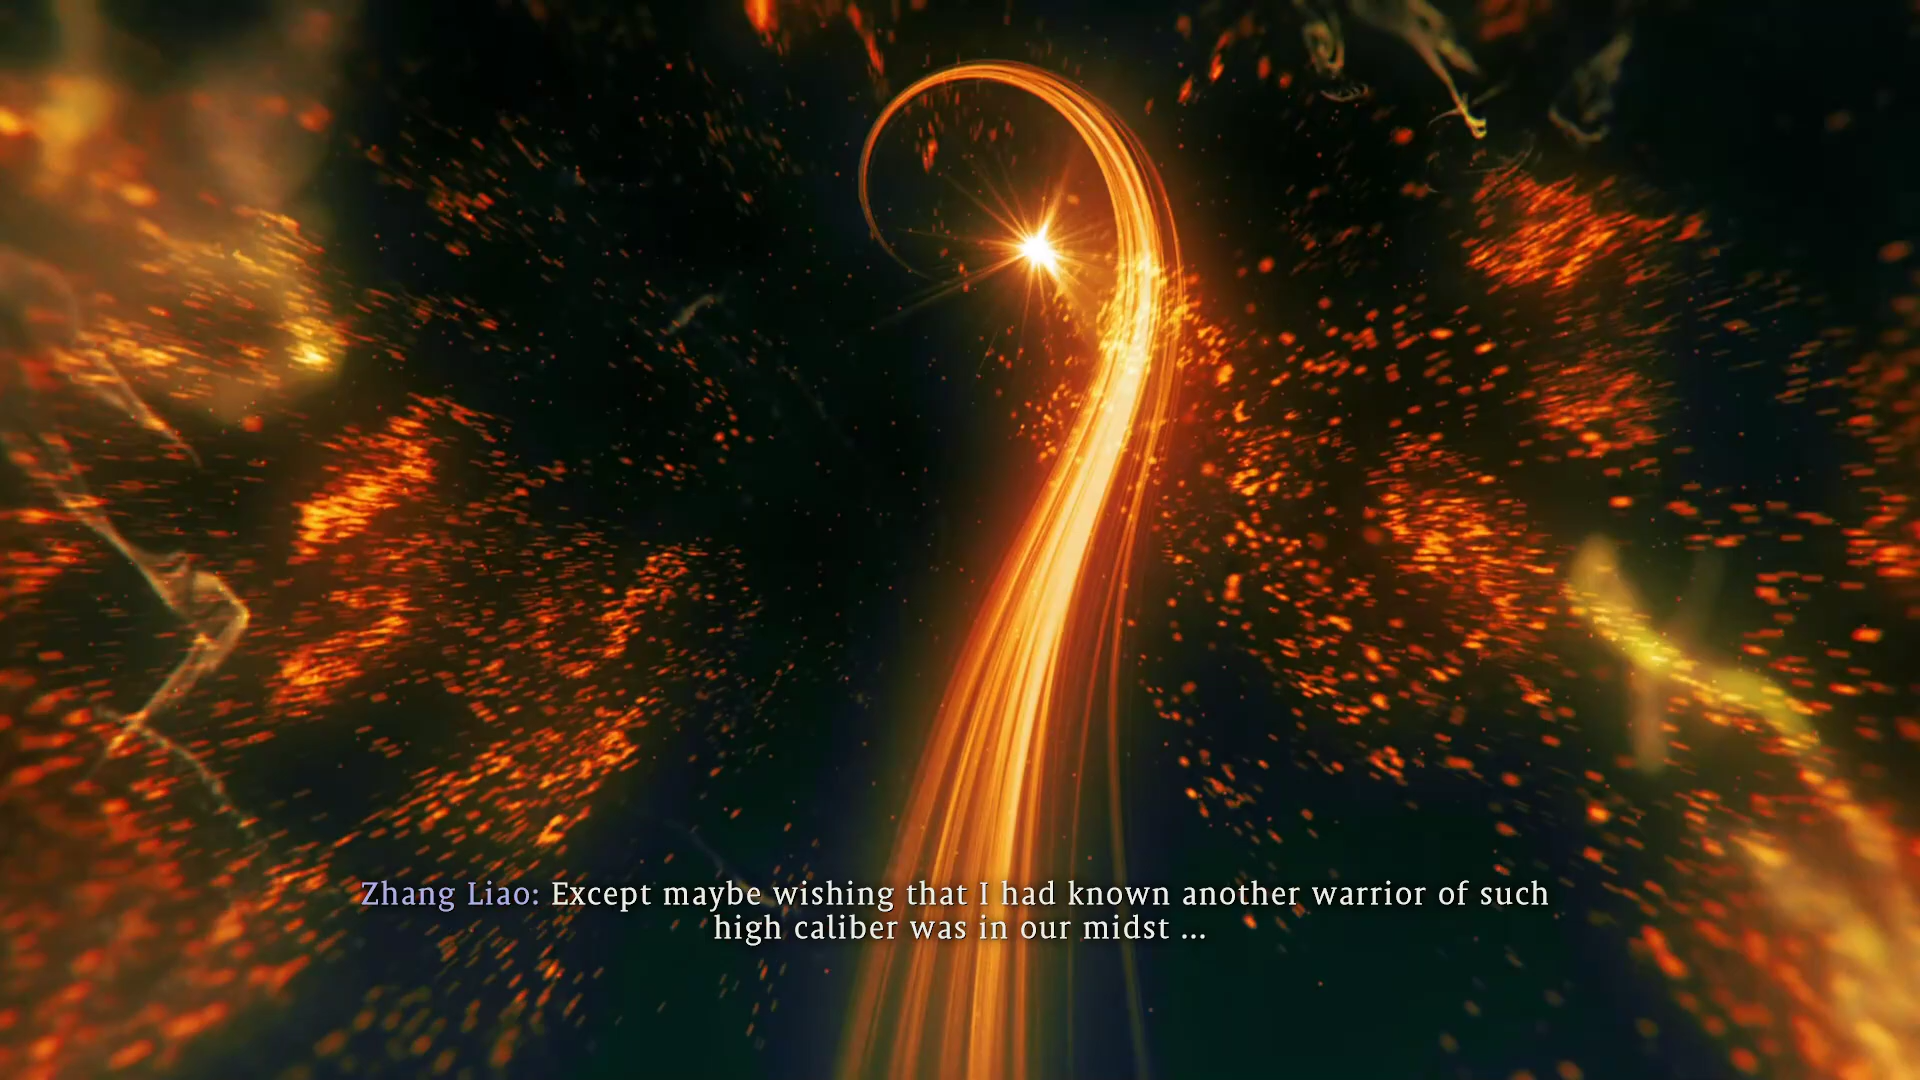 Zhang Liao: Except maybe wishing that I had known another warrior of such
high caliber was in our midst ...